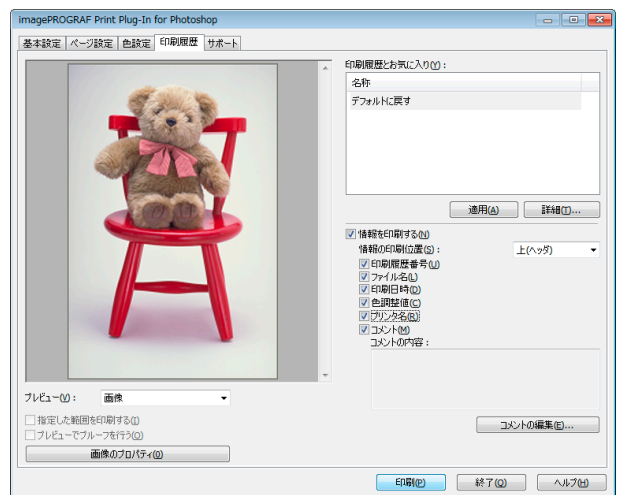 imagePROGRAF Print Plug-In for Photoshop
基本設定 ページ設定 色設定 印刷履歴 サポート
印刷履歴とお気に入り(Y)：
名称
デフォルトに戻す
適用(A) 詳細(T)...
情報を印刷する(N)
情報の印刷位置(S)： 上(ヘッダ)
印刷履歴番号(U)
ファイル名(L)
印刷日時(D)
色調整値(C)
プリンタ名(R)
コメント(M)
コメントの内容：
プレビュー(V)： 画像
指定した範囲を印刷する(I)
プレビューでプルーフを行う(O)
コメントの編集(E)...
画像のプロパティ(0)
印刷(P) 終了(Q) ヘルプ(H)